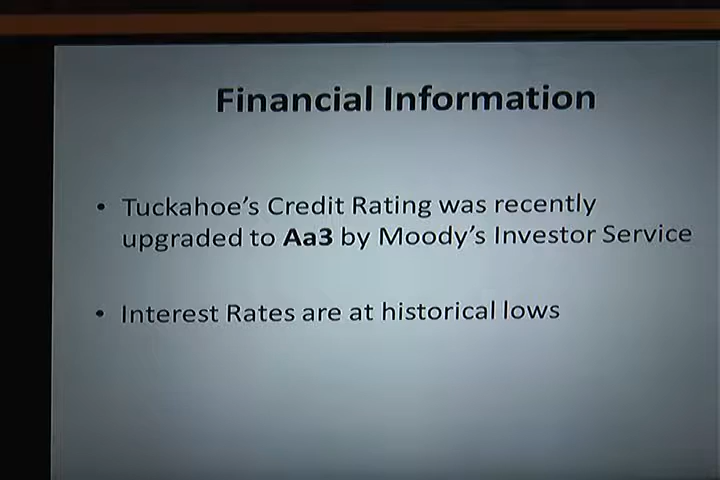 Financial Information
• Tuckahoe's Credit Rating was recently
upgraded to Aa3 by Moody's Investor Service
• Interest Rates are at historical lows